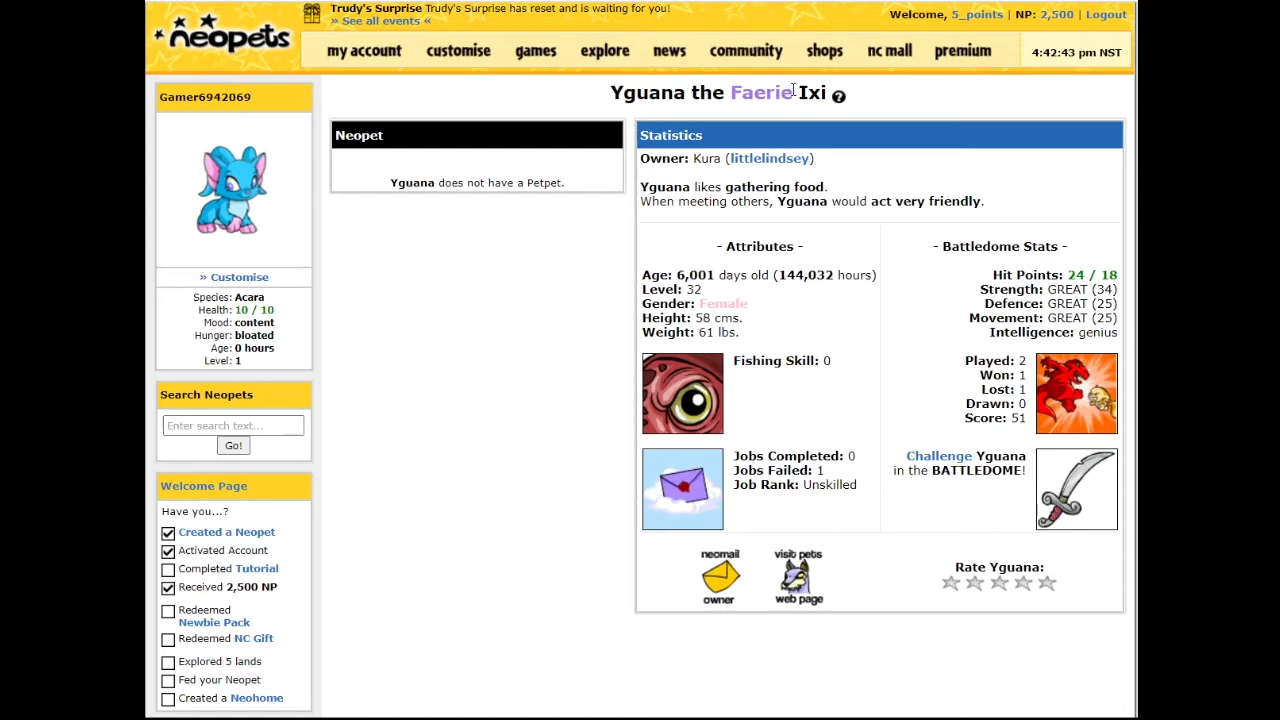 Trudy's Surprise Trudy's Surprise has reset and is waiting for you!
» See all events «
Welcome, 5_points | NP: 2,500 | Logout
neopets
my account customise games explore news community shops nc mall premium
4:42:43 pm NST
Gamer6942069
» Customise
Species: Acara
Health: 10 / 10
Mood: content
Hunger: bloated
Age: 0 hours
Level: 1
Search Neopets
Enter search text...
Go!
Welcome Page
Have you...?
Created a Neopet
Activated Account
Completed Tutorial
Received 2,500 NP
Redeemed
Newbie Pack
Redeemed NC Gift
Explored 5 lands
Fed your Neopet
Created a Neohome
Yguana the Faerie Ixi ?
Neopet
Yguana does not have a Petpet.
Statistics
Owner: Kura (littlelindsey)
Yguana likes gathering food.
When meeting others, Yguana would act very friendly.
- Attributes -
Age: 6,001 days old (144,032 hours)
Level: 32
Gender: Female
Height: 58 cms.
Weight: 61 lbs.
Fishing Skill: 0
Jobs Completed: 0
Jobs Failed: 1
Job Rank: Unskilled
- Battledome Stats -
Hit Points: 24 / 18
Strength: GREAT (34)
Defence: GREAT (25)
Movement: GREAT (25)
Intelligence: genius
Played: 2
Won: 1
Lost: 1
Drawn: 0
Score: 51
Challenge Yguana
in the BATTLEDOME!
neomail
owner
visit pets
web page
Rate Yguana: